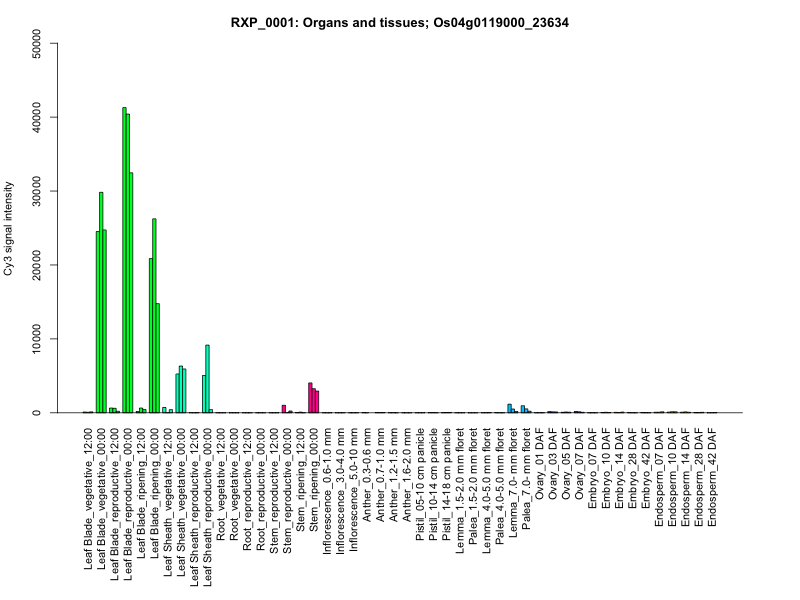 RXP_0001: Organs and tissues; Os04g0119000_23634
Cy3 signal intensity
50000
40000
30000
20000
10000
0
Leaf Blade_vegetative_12:00
Leaf Blade_vegetative_00:00
Leaf Blade_reproductive_12:00
Leaf Blade_reproductive_00:00
Leaf Blade_ripening_12:00
Leaf Blade_ripening_00:00
Leaf Sheath_vegetative_12:00
Leaf Sheath_vegetative_00:00
Leaf Sheath_reproductive_12:00
Leaf Sheath_reproductive_00:00
Root_vegetative_12:00
Root_vegetative_00:00
Root_reproductive_12:00
Root_reproductive_00:00
Stem_reproductive_12:00
Stem_reproductive_00:00
Stem_ripening_12:00
Stem_ripening_00:00
Inflorescence_0.6-1.0 mm
Inflorescence_3.0-4.0 mm
Inflorescence_5.0-10 mm
Anther_0.3-0.6 mm
Anther_0.7-1.0 mm
Anther_1.2-1.5 mm
Anther_1.6-2.0 mm
Pistil_05-10 cm panicle
Pistil_10-14 cm panicle
Pistil_14-18 cm panicle
Lemma_1.5-2.0 mm floret
Palea_1.5-2.0 mm floret
Lemma_4.0-5.0 mm floret
Palea_4.0-5.0 mm floret
Lemma_7.0- mm floret
Palea_7.0- mm floret
Ovary_01 DAF
Ovary_03 DAF
Ovary_05 DAF
Ovary_07 DAF
Embryo_07 DAF
Embryo_10 DAF
Embryo_14 DAF
Embryo_28 DAF
Embryo_42 DAF
Endosperm_07 DAF
Endosperm_10 DAF
Endosperm_14 DAF
Endosperm_28 DAF
Endosperm_42 DAF